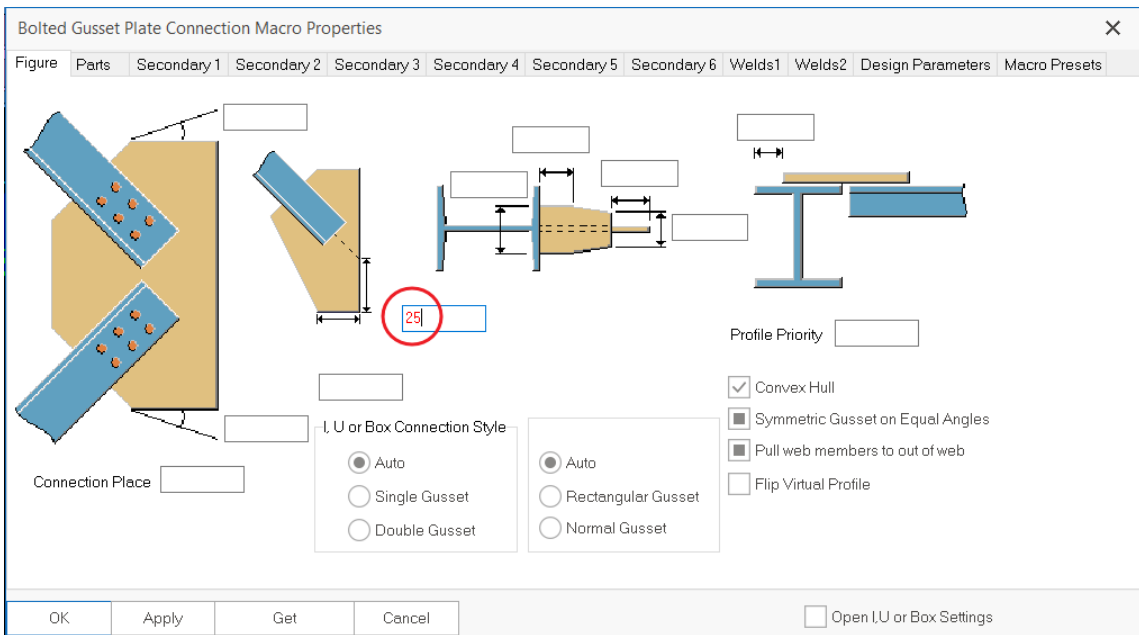 Bolted Gusset Plate Connection Macro Properties
Figure Parts Secondary 1 Secondary 2 Secondary 3 Secondary 4 Secondary 5 Secondary 6 Welds1 Welds2 Design Parameters Macro Presets
25
Profile Priority
Convex Hull
Symmetric Gusset on Equal Angles
Pull web members to out of web
Flip Virtual Profile
I, U or Box Connection Style
Auto
Single Gusset
Double Gusset
Auto
Rectangular Gusset
Normal Gusset
Connection Place
OK Apply Get Cancel
Open I,U or Box Settings